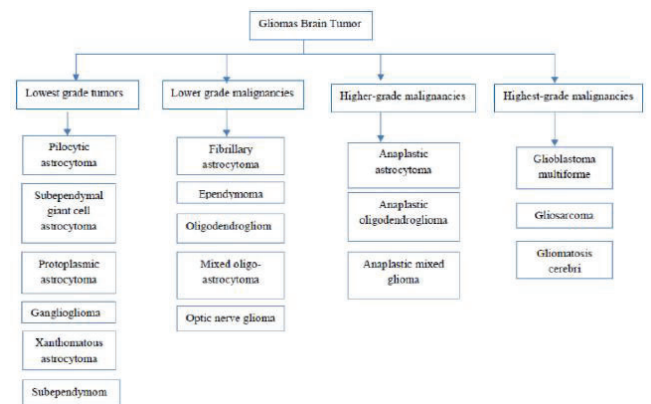 Gliomas Brain Tumor
Lowest grade tumors
Lower grade malignancies
Higher-grade malignancies
Highest-grade malignancies
Pilocytic
astrocytoma
Subependymal
giant cell
astrocytoma
Protoplasmic
astrocytoma
Ganglioglioma
Xanthomatous
astrocytoma
Subependymom
Fibrillary
astrocytoma
Ependymoma
Oligodendrogliom
Mixed oligo-
astrocytoma
Optic nerve glioma
Anaplastic
astrocytoma
Anaplastic
oligodendroglioma
Anaplastic mixed
glioma
Glioblastoma
multiforme
Gliosarcoma
Gliomatosis
cerebri